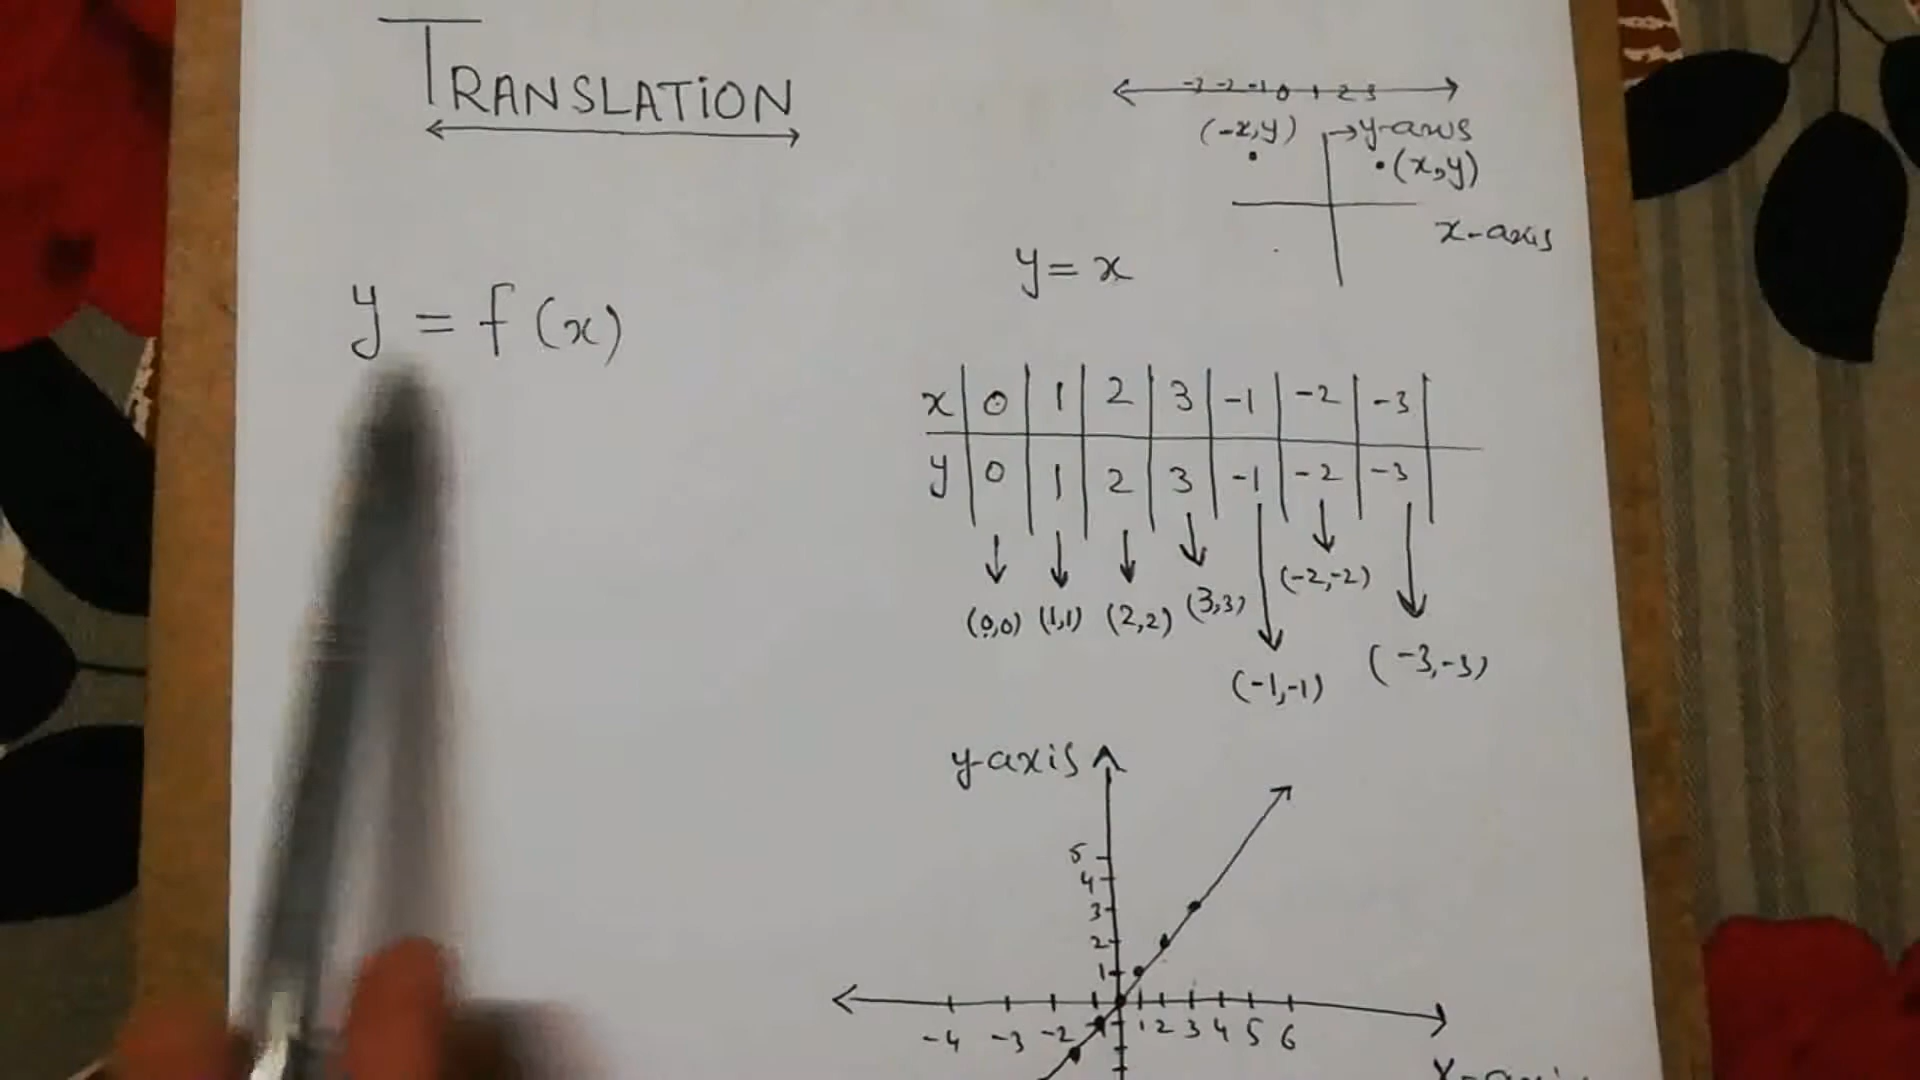 TRANSLATION
y = f(x)
-3 -2 -1 0 1 2 3
(-x,y) → y-axis
• (x,y)
x-axis
y = x
x 0 1 2 3 -1 -2 -3
y 0 1 2 3 -1 -2 -3
(0,0) (1,1) (2,2) (3,3) (-2,-2)
(-1,-1) (-3,-3)
y-axis
5
4
3
2
1
-4 -3 -2 1 2 3 4 5 6